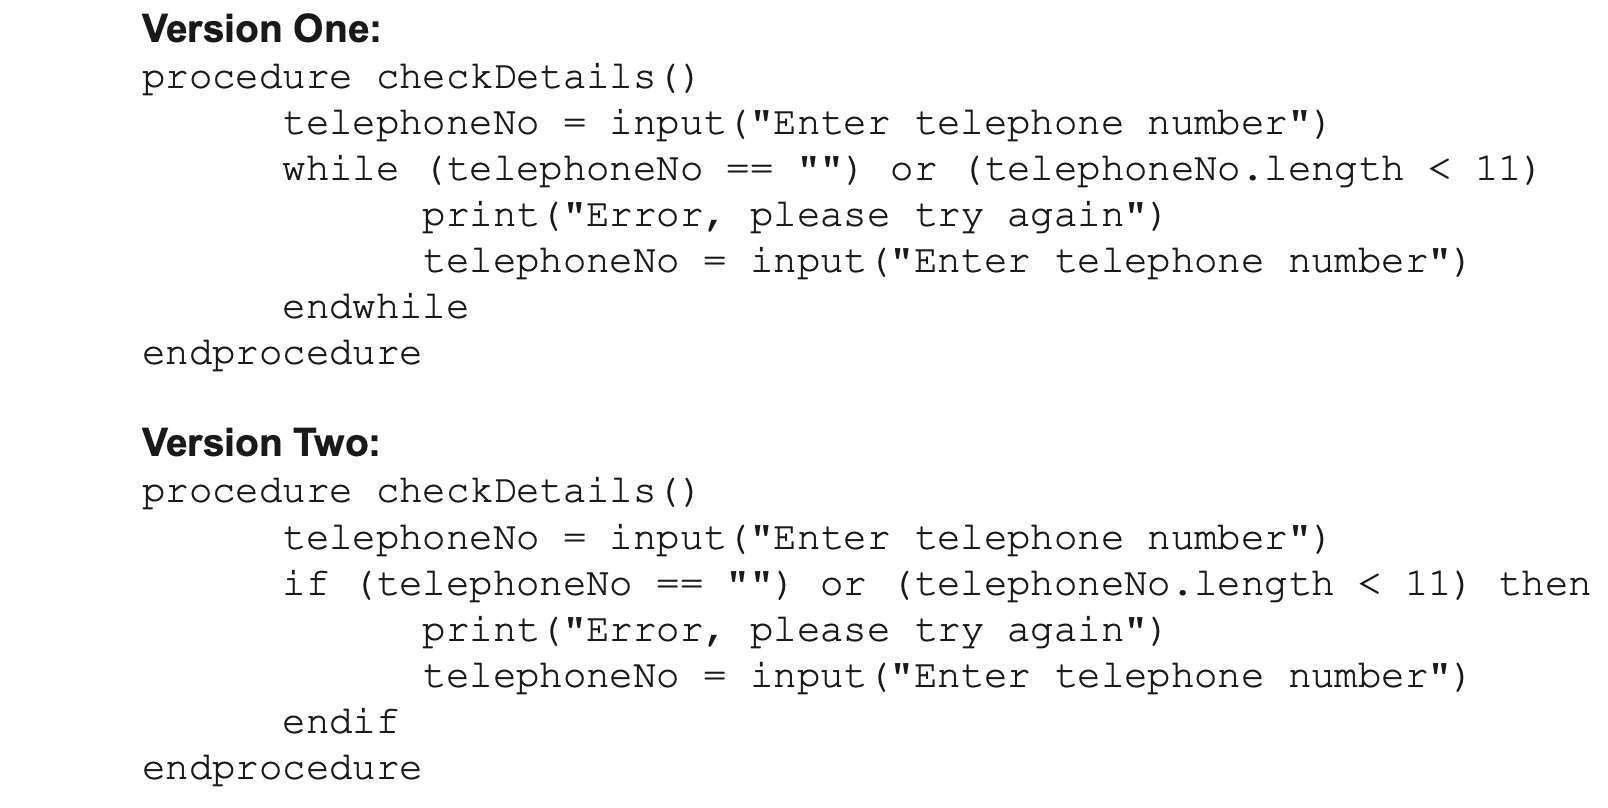 Version One:
procedure checkDetails()
telephoneNo = input("Enter telephone number")
while (telephoneNo == "") or (telephoneNo.length < 11)
print("Error, please try again")
telephoneNo = input("Enter telephone number")
endwhile
endprocedure
Version Two:
procedure checkDetails()
telephoneNo = input("Enter telephone number")
if (telephoneNo == "") or (telephoneNo.length < 11) then
print("Error, please try again")
telephoneNo = input("Enter telephone number")
endif
endprocedure